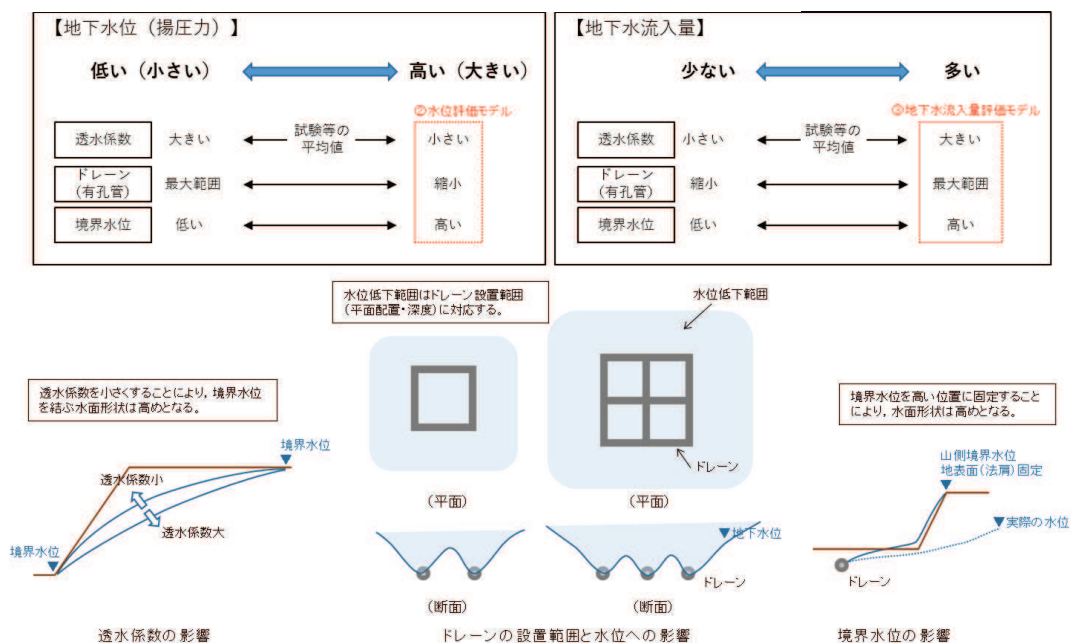 【地下水位（揚圧力）】
低い（小さい）
高い（大きい）
②水位評価モデル
透水係数
大きい
試験等の
平均値
小さい
ドレーン
(有孔管)
最大範囲
縮小
境界水位
低い
高い
【地下水流入量】
少ない
多い
③地下水流入量評価モデル
透水係数
小さい
試験等の
平均値
大きい
ドレーン
(有孔管)
縮小
最大範囲
境界水位
低い
高い
水位低下範囲はドレーン設置範囲
（平面配置・深度）に対応する。
水位低下範囲
ドレーン
（平面）
（平面）
地下水位
ドレーン
（断面）
（断面）
ドレーンの設置範囲と水位への影響
透水係数を小さくすることにより，境界水位
を結ぶ水面形状は高めとなる。
境界水位
透水係数小
透水係数大
境界水位
透水係数の影響
境界水位を高い位置に固定すること
により，水面形状は高めとなる。
山側境界水位
地表面（法肩）固定
実際の水位
ドレーン
境界水位の影響